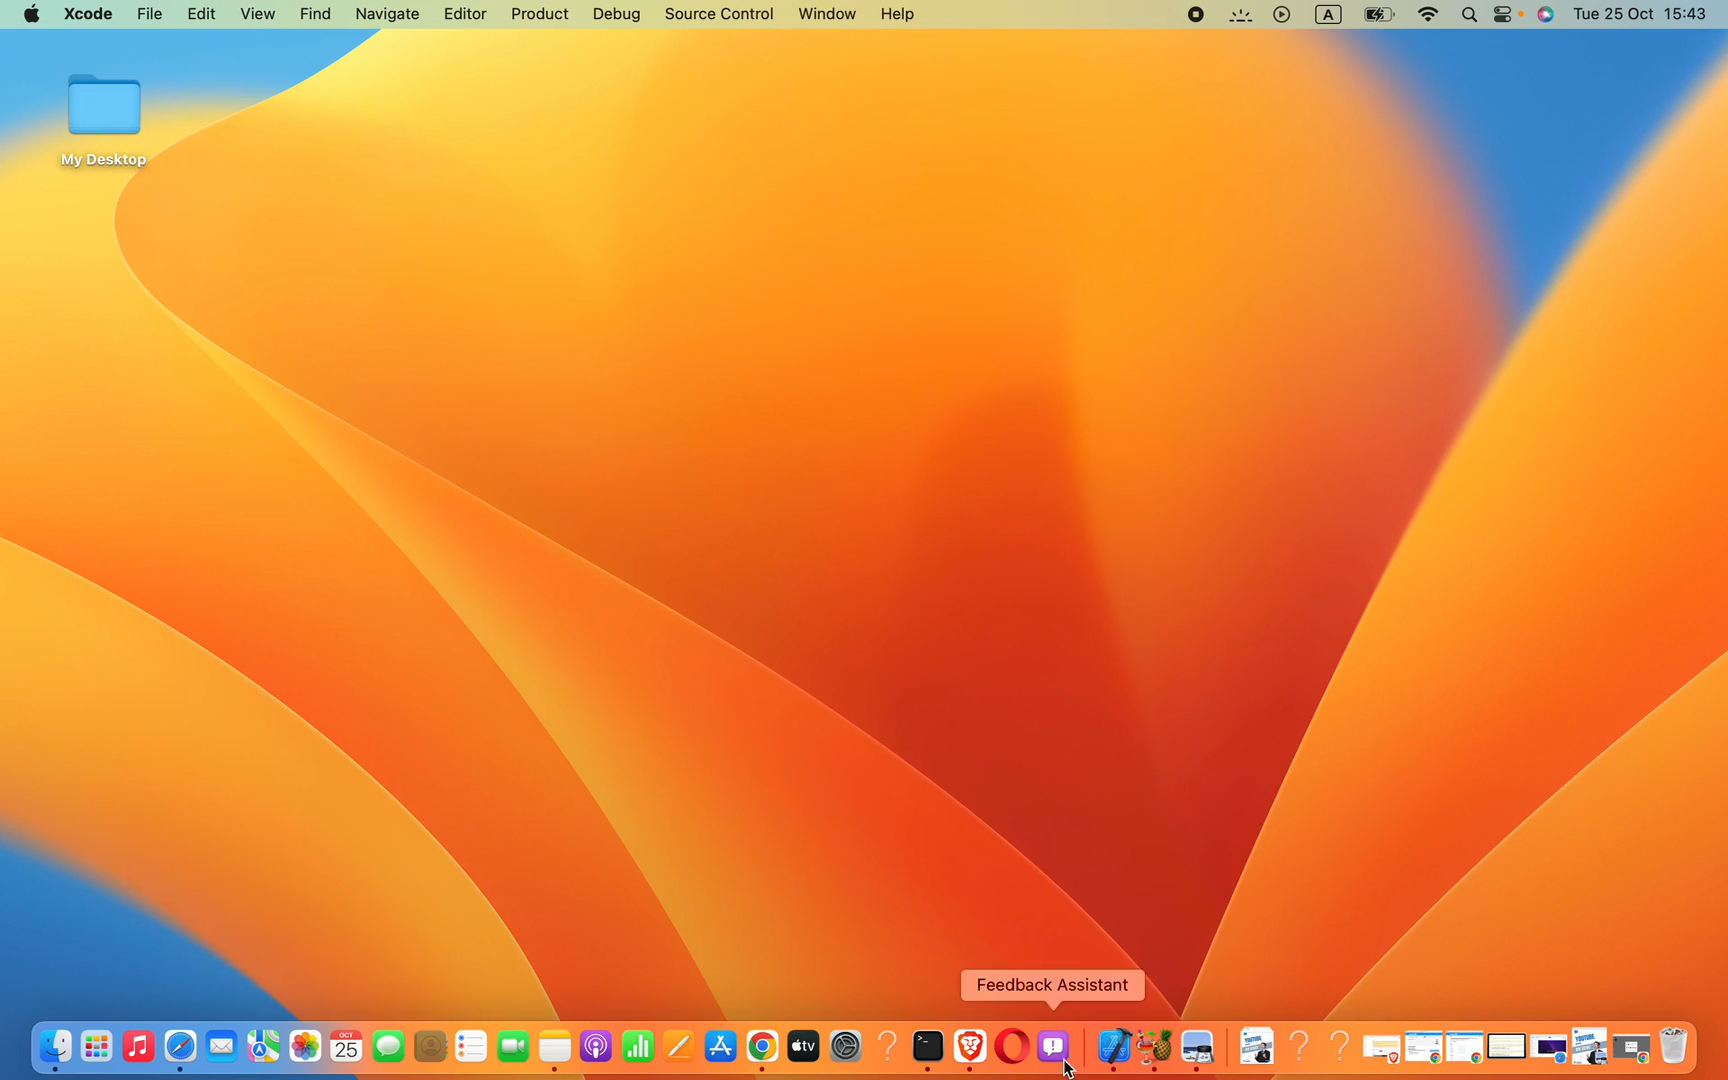 Xcode File Edit View Find Navigate Editor Product Debug Source Control Window Help A Tue 25 Oct 15:43
My Desktop
Feedback Assistant
OCT
25
tv